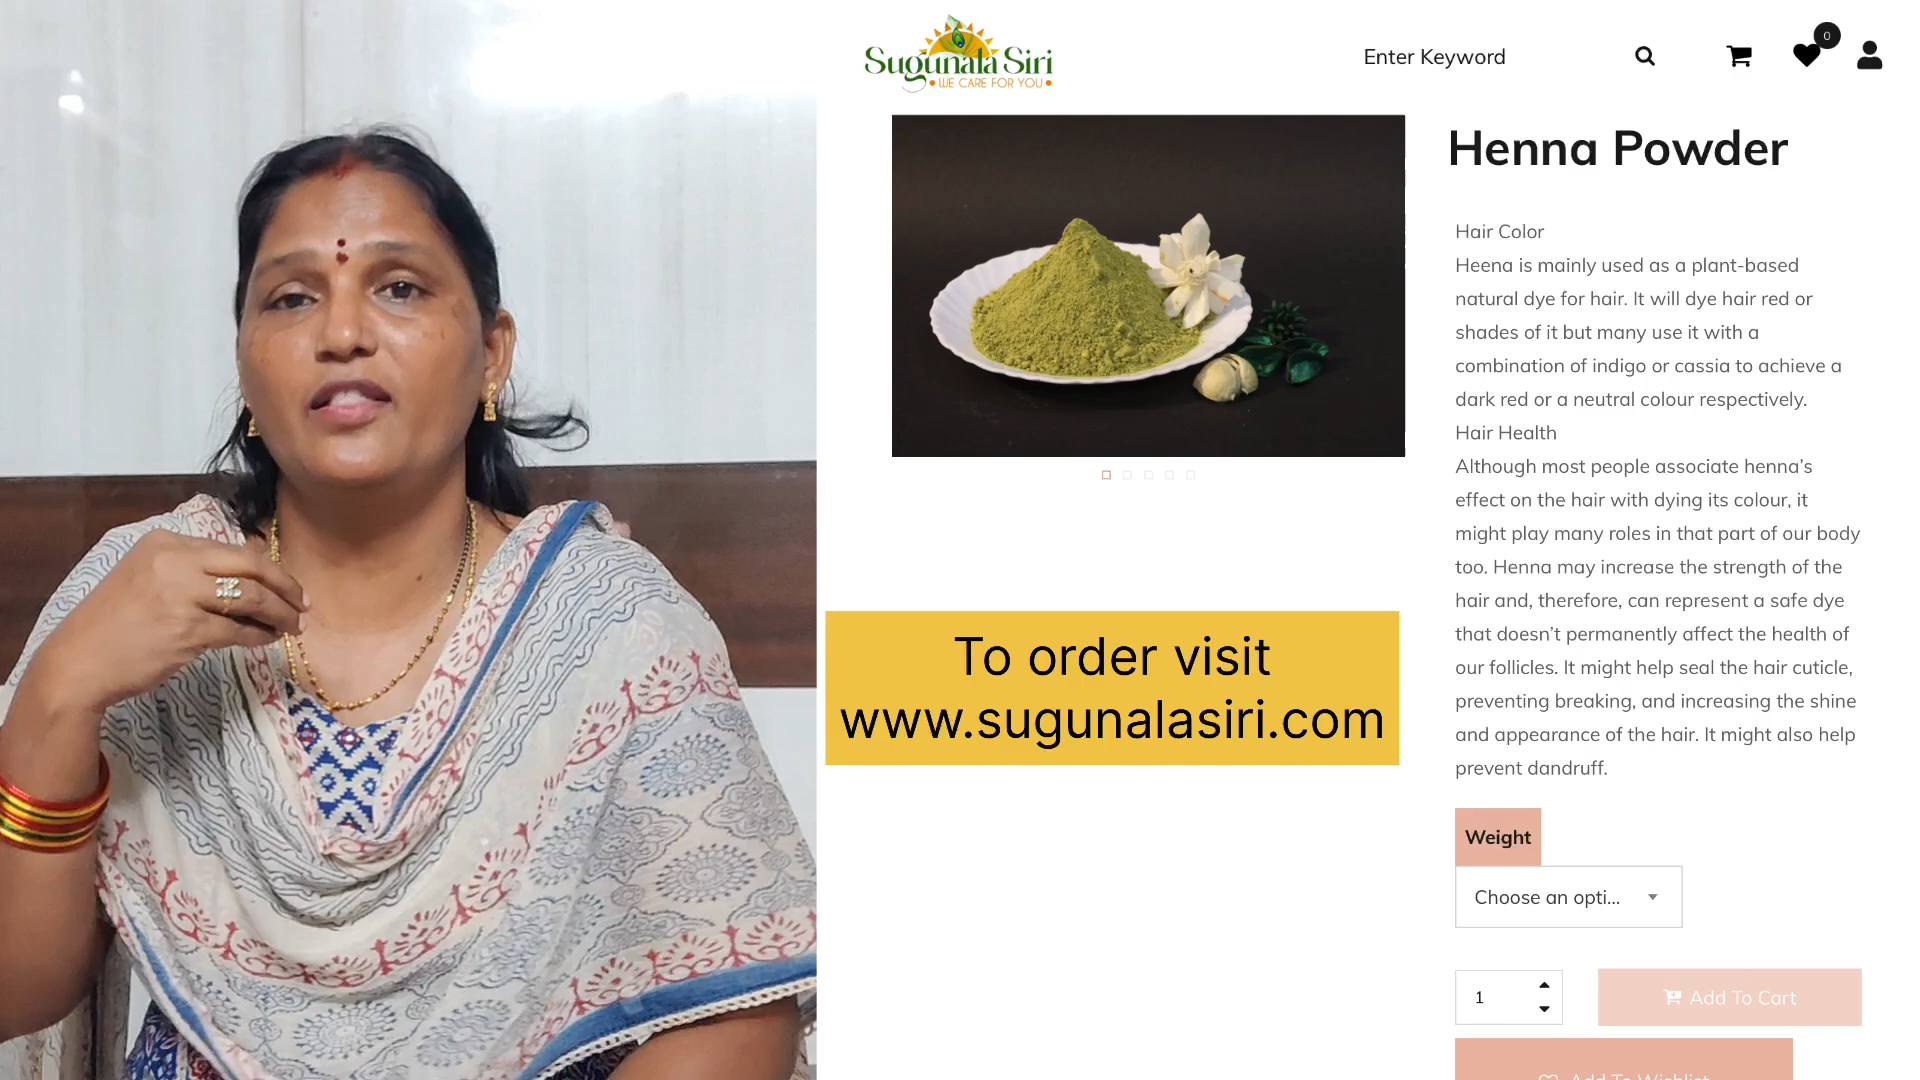 Sugunala Siri
WE CARE FOR YOU
Enter Keyword
0
Henna Powder
Hair Color
Heena is mainly used as a plant-based
natural dye for hair. It will dye hair red or
shades of it but many use it with a
combination of indigo or cassia to achieve a
dark red or a neutral colour respectively.
Hair Health
Although most people associate henna’s
effect on the hair with dying its colour, it
might play many roles in that part of our body
too. Henna may increase the strength of the
hair and, therefore, can represent a safe dye
that doesn’t permanently affect the health of
our follicles. It might help seal the hair cuticle,
preventing breaking, and increasing the shine
and appearance of the hair. It might also help
prevent dandruff.
To order visit
www.sugunalasiri.com
Weight
Choose an opti...
1
Add To Cart
Add To Wishlist